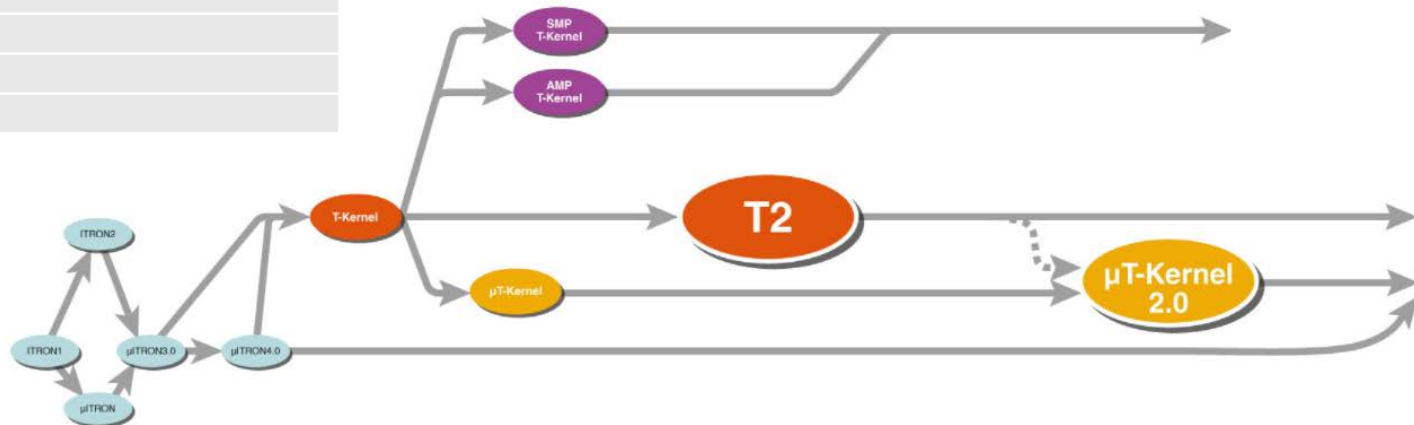 SMP
T-Kernel
AMP
T-Kernel
T-Kernel
T2
ITRON2
µT-Kernel
µT-Kernel
2.0
ITRON1
µITRON3.0
µITRON4.0
µITRON